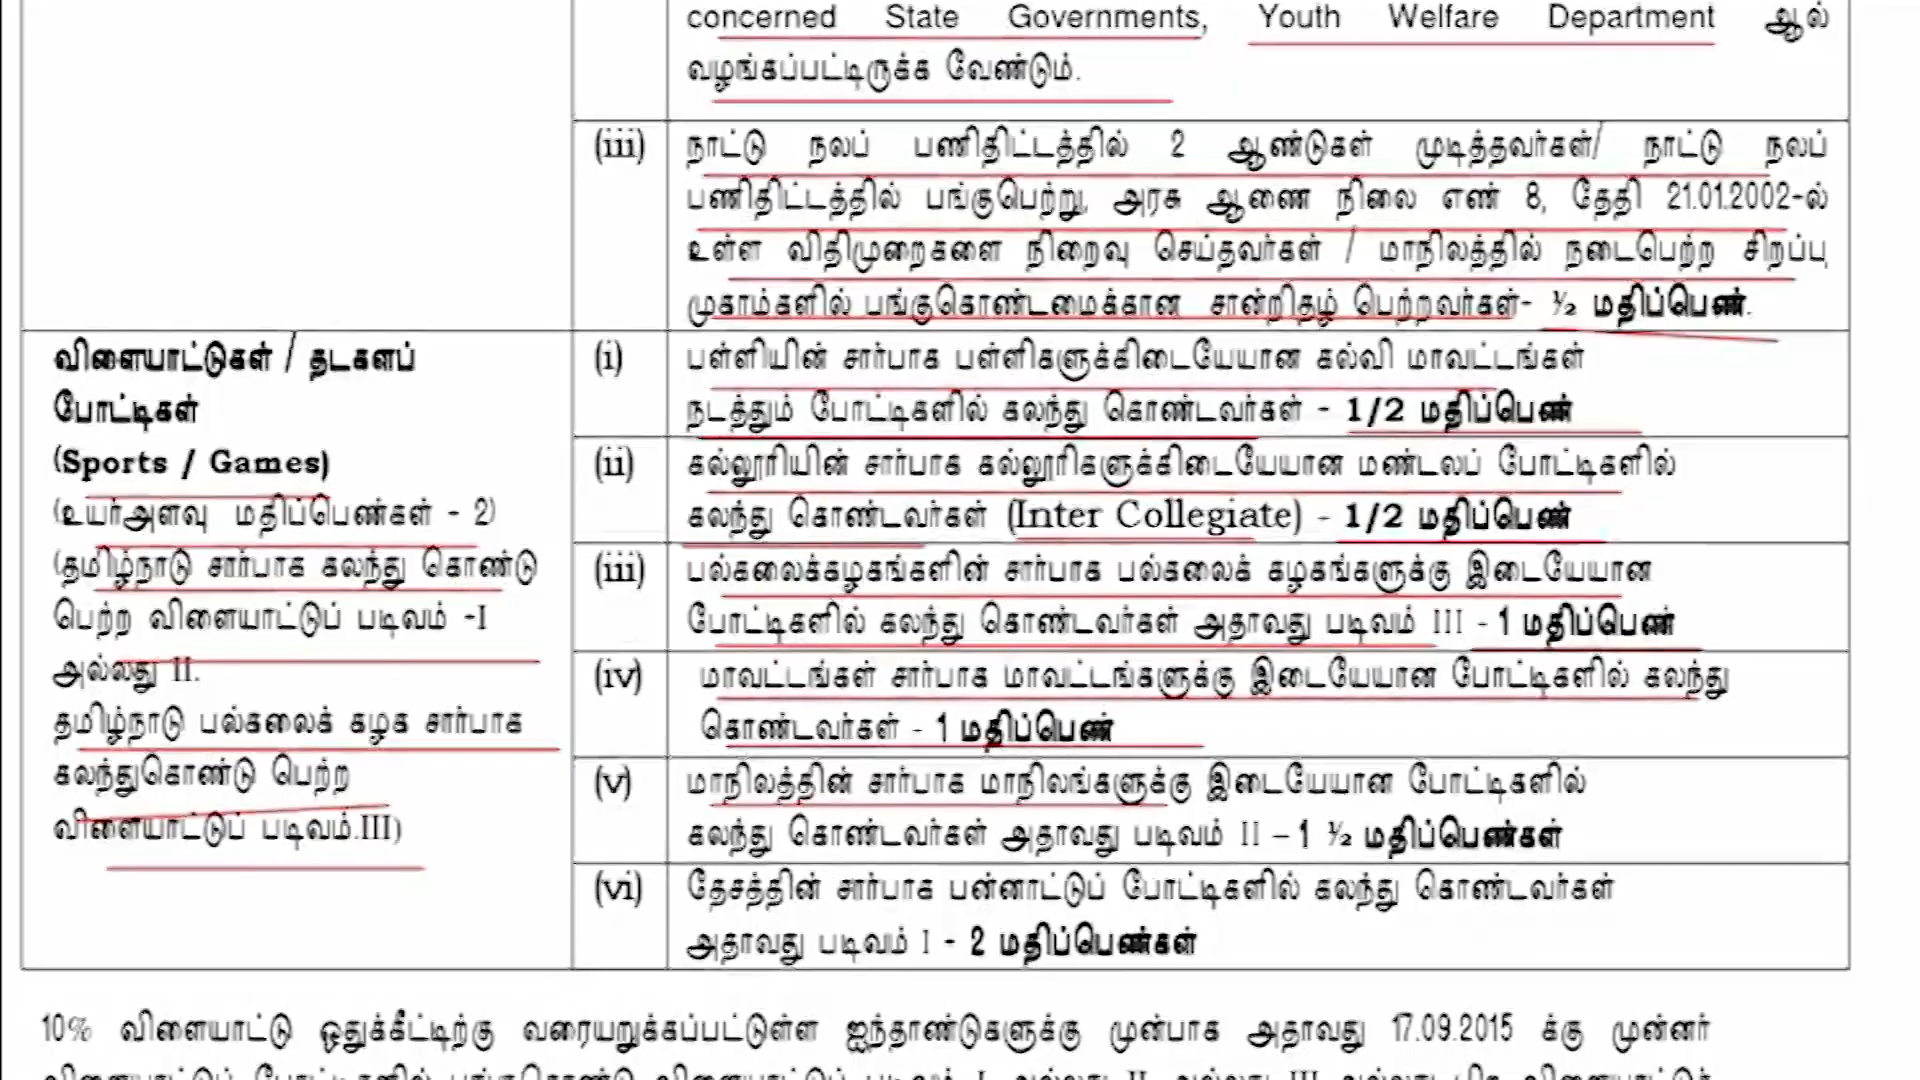 concerned State Governments, Youth Welfare Department ஆல்
வழங்கப்பட்டிருக்க வேண்டும்.
(iii) நாட்டு நலப் பணிதிட்டத்தில் 2 ஆண்டுகள் முடித்தவர்கள்/ நாட்டு நலப்
பணிதிட்டத்தில் பங்குபெற்று, அரசு ஆணை நிலை எண் 8, தேதி 21.01.2002-ல்
உள்ள விதிமுறைகளை நிறைவு செய்தவர்கள் / மாநிலத்தில் நடைபெற்ற சிறப்பு
முகாம்களில் பங்குகொண்டமைக்கான சான்றிதழ் பெற்றவர்கள்- ½ மதிப்பெண்.
விளையாட்டுகள் / தடகளப்
போட்டிகள்
(Sports / Games)
(உயர்அளவு மதிப்பெண்கள் - 2)
(தமிழ்நாடு சார்பாக கலந்து கொண்டு
பெற்ற விளையாட்டுப் படிவம் -I
அல்லது II.
தமிழ்நாடு பல்கலைக் கழக சார்பாக
கலந்துகொண்டு பெற்ற
விளையாட்டுப் படிவம்.III)
(i) பள்ளியின் சார்பாக பள்ளிகளுக்கிடையேயான கல்வி மாவட்டங்கள்
நடத்தும் போட்டிகளில் கலந்து கொண்டவர்கள் - 1/2 மதிப்பெண்
(ii) கல்லூரியின் சார்பாக கல்லூரிகளுக்கிடையேயான மண்டலப் போட்டிகளில்
கலந்து கொண்டவர்கள் (Inter Collegiate) - 1/2 மதிப்பெண்
(iii) பல்கலைக்கழகங்களின் சார்பாக பல்கலைக் கழகங்களுக்கு இடையேயான
போட்டிகளில் கலந்து கொண்டவர்கள் அதாவது படிவம் III - 1 மதிப்பெண்
(iv) மாவட்டங்கள் சார்பாக மாவட்டங்களுக்கு இடையேயான போட்டிகளில் கலந்து
கொண்டவர்கள் - 1 மதிப்பெண்
(v) மாநிலத்தின் சார்பாக மாநிலங்களுக்கு இடையேயான போட்டிகளில்
கலந்து கொண்டவர்கள் அதாவது படிவம் II – 1 ½ மதிப்பெண்கள்
(vi) தேசத்தின் சார்பாக பன்னாட்டுப் போட்டிகளில் கலந்து கொண்டவர்கள்
அதாவது படிவம் I - 2 மதிப்பெண்கள்
10% விளையாட்டு ஒதுக்கீட்டிற்கு வரையறுக்கப்பட்டுள்ள ஐந்தாண்டுகளுக்கு முன்பாக அதாவது 17.09.2015 க்கு முன்னர்